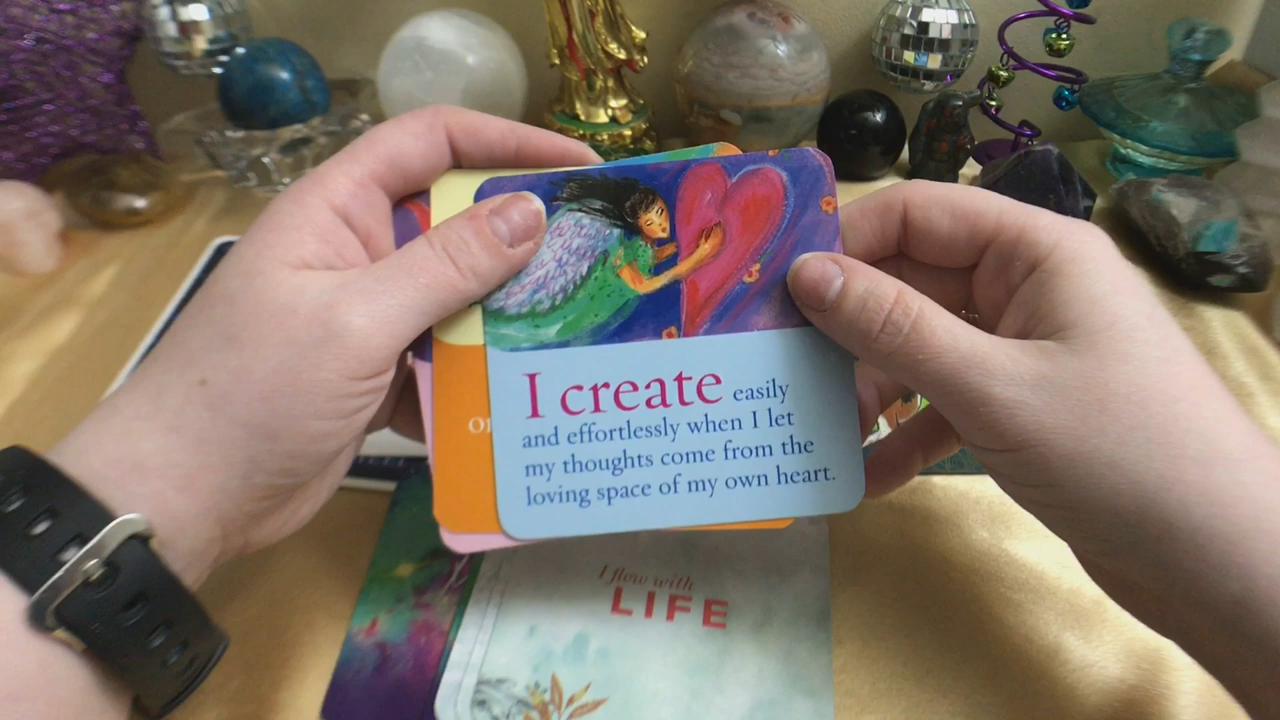 I create easily
and effortlessly when I let
my thoughts come from the
loving space of my own heart.
I flow with
LIFE